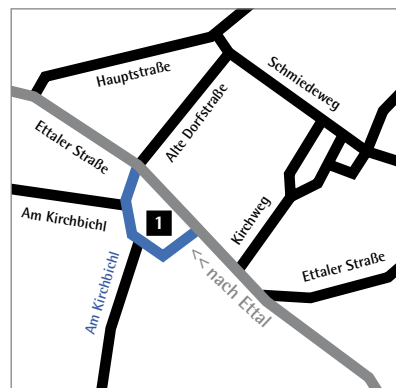 Hauptstraße
Schmiedeweg
Ettaler Straße
Alte Dorfstraße
Am Kirchbichl
1
Kirchweg
Ettaler Straße
Am Kirchbichl
<< nach Ettal